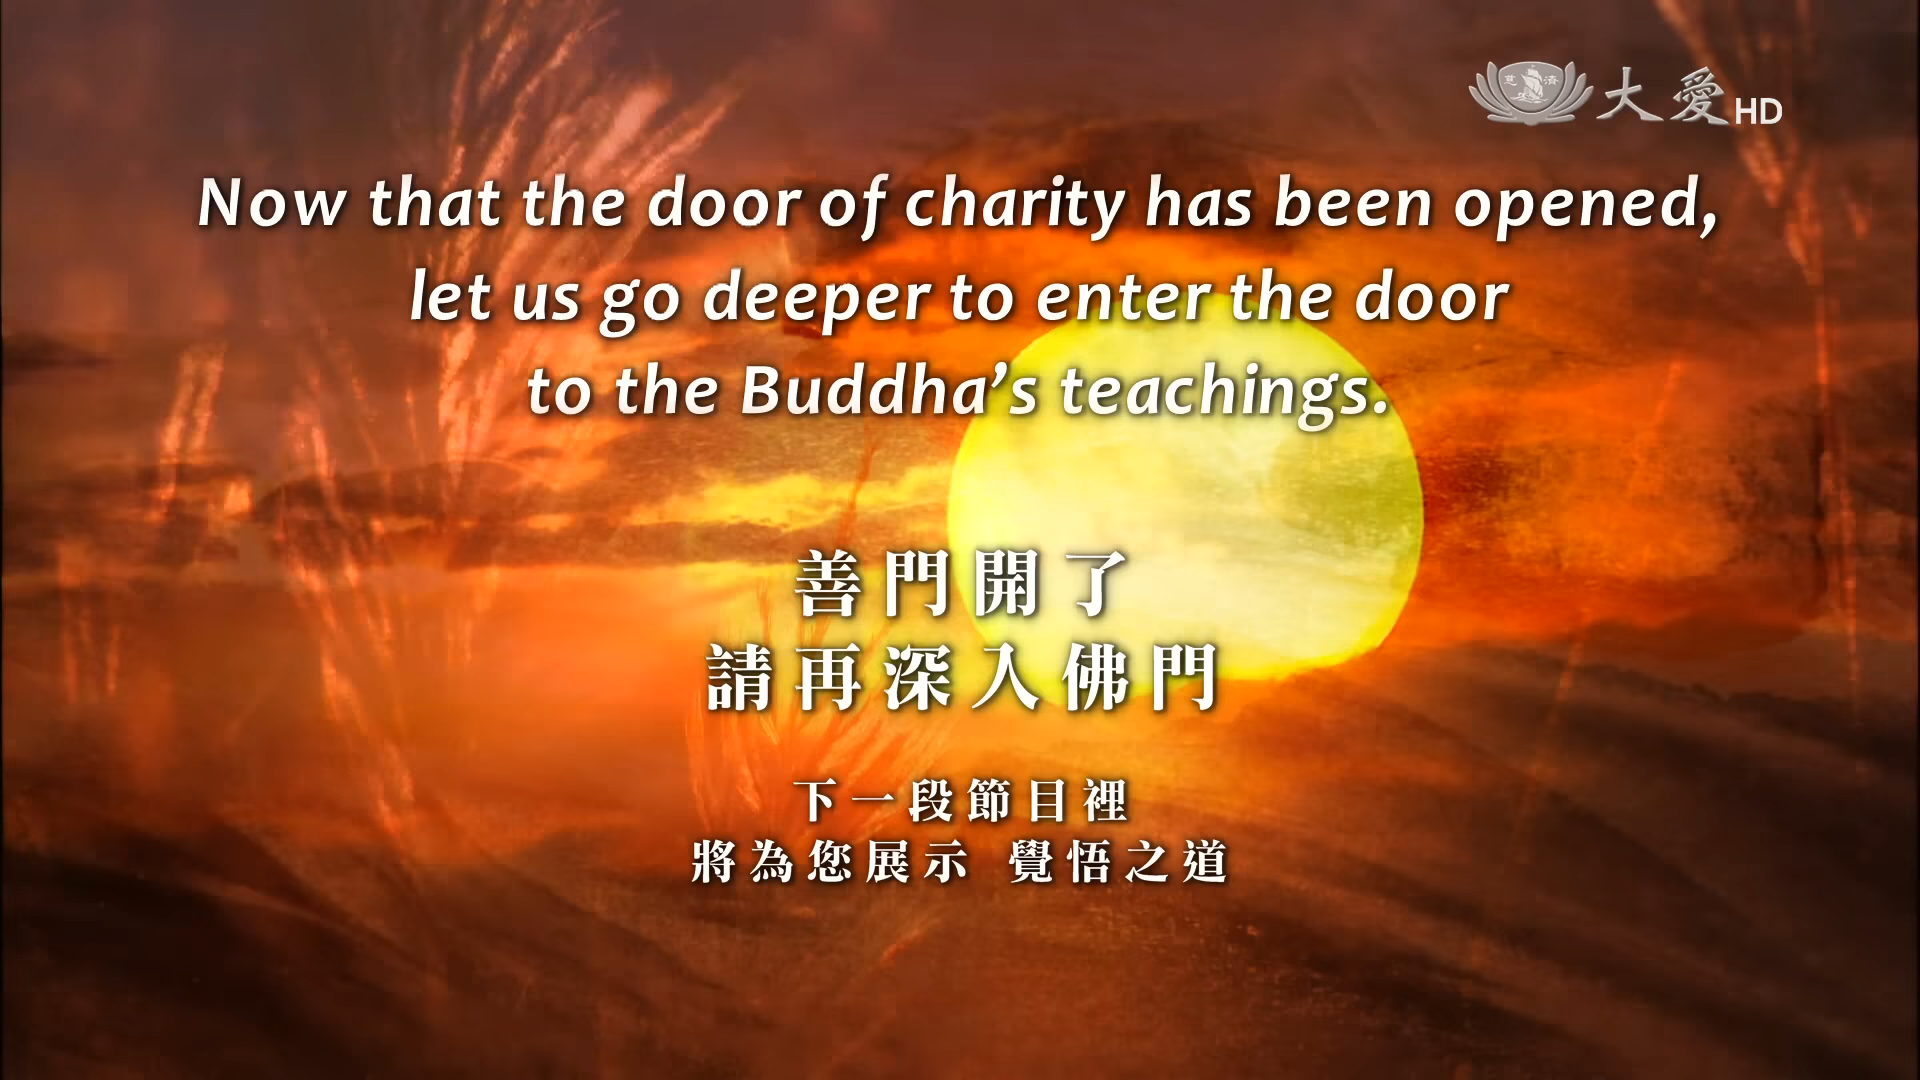 慈濟
大愛HD
Now that the door of charity has been opened,
let us go deeper to enter the door
to the Buddha’s teachings.
善門開了
請再深入佛門
下一段節目裡
將為您展示 覺悟之道